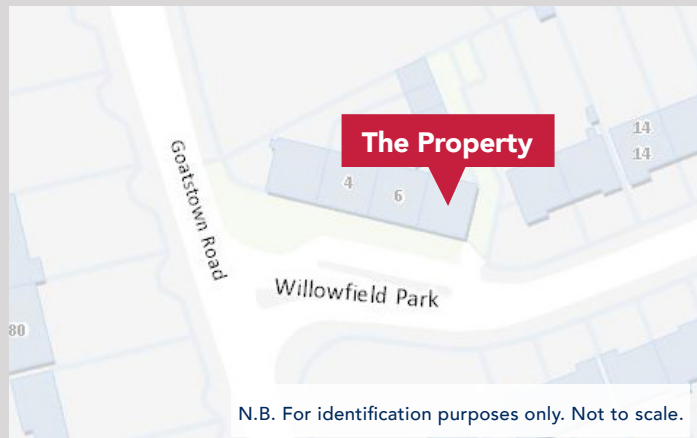 The Property
14
14
4
6
Goatstown Road
Willowfield Park
80
N.B. For identification purposes only. Not to scale.